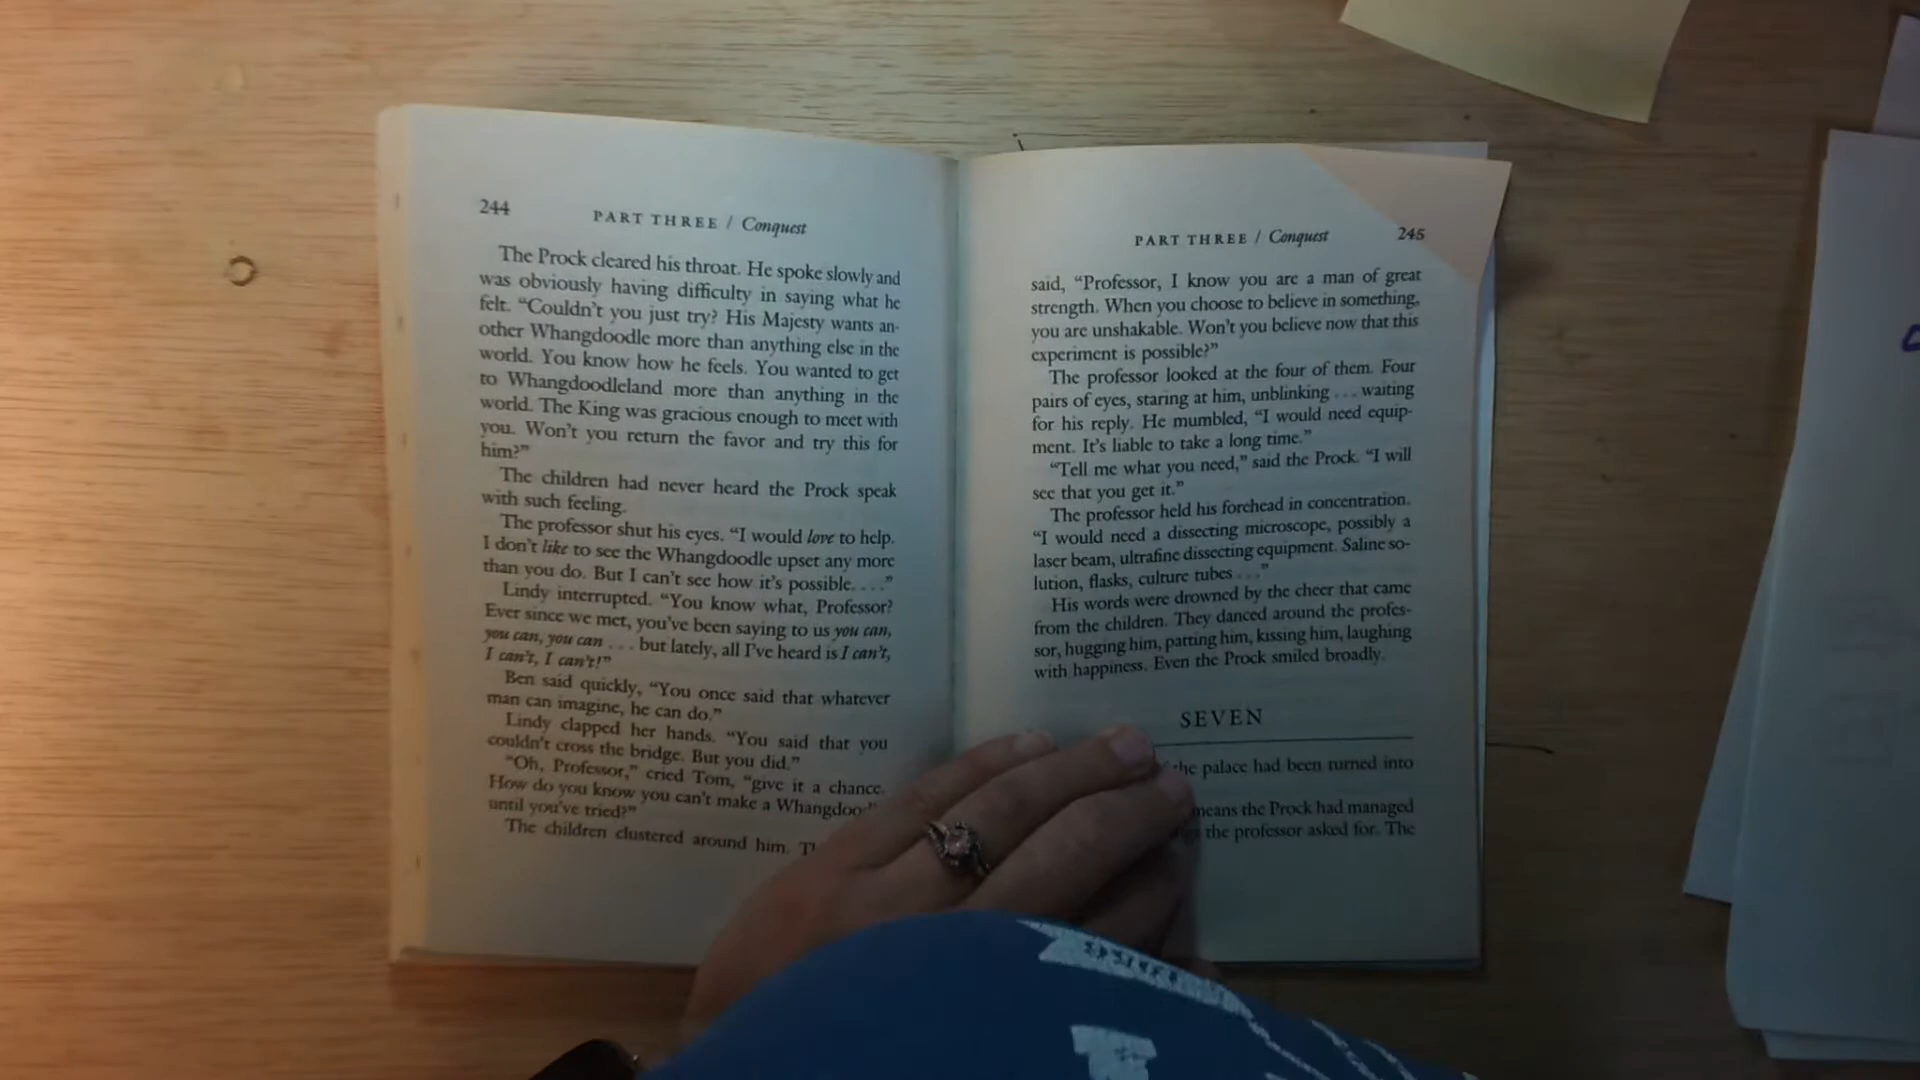 244
PART THREE / Conquest
The Prock cleared his throat. He spoke slowly and
was obviously having difficulty in saying what he
felt. “Couldn’t you just try? His Majesty wants an-
other Whangdoodle more than anything else in the
world. You know how he feels. You wanted to get
to Whangdoodleland more than anything in the
world. The King was gracious enough to meet with
you. Won’t you return the favor and try this for
him?”
The children had never heard the Prock speak
with such feeling.
The professor shut his eyes. “I would love to help.
I don’t like to see the Whangdoodle upset any more
than you do. But I can’t see how it’s possible. . . .”
Lindy interrupted. “You know what, Professor?
Ever since we met, you’ve been saying to us you can,
you can, you can . . . but lately, all I’ve heard is I can’t,
I can’t, I can’t!”
Ben said quickly, “You once said that whatever
man can imagine, he can do.”
Lindy clapped her hands. “You said that you
couldn’t cross the bridge. But you did.”
“Oh, Professor,” cried Tom, “give it a chance.
How do you know you can’t make a
until you’ve tried?”
The children clustered around him.
PART THREE / Conquest
245
said, “Professor, I know you are a man of great
strength. When you choose to believe in something,
you are unshakable. Won’t you believe now that this
experiment is possible?”
The professor looked at the four of them. Four
pairs of eyes, staring at him, unblinking . . . waiting
for his reply. He mumbled, “I would need equip-
ment. It’s liable to take a long time.”
“Tell me what you need,” said the Prock. “I will
see that you get it.”
The professor held his forehead in concentration.
“I would need a dissecting microscope, possibly a
laser beam, ultrafine dissecting equipment. Saline so-
lution, flasks, culture tubes . . .”
His words were drowned by the cheer that came
from the children. They danced around the profes-
sor, hugging him, patting him, kissing him, laughing
with happiness. Even the Prock smiled broadly.
SEVEN
the palace had been turned into
means the Prock had managed
the professor asked for. The